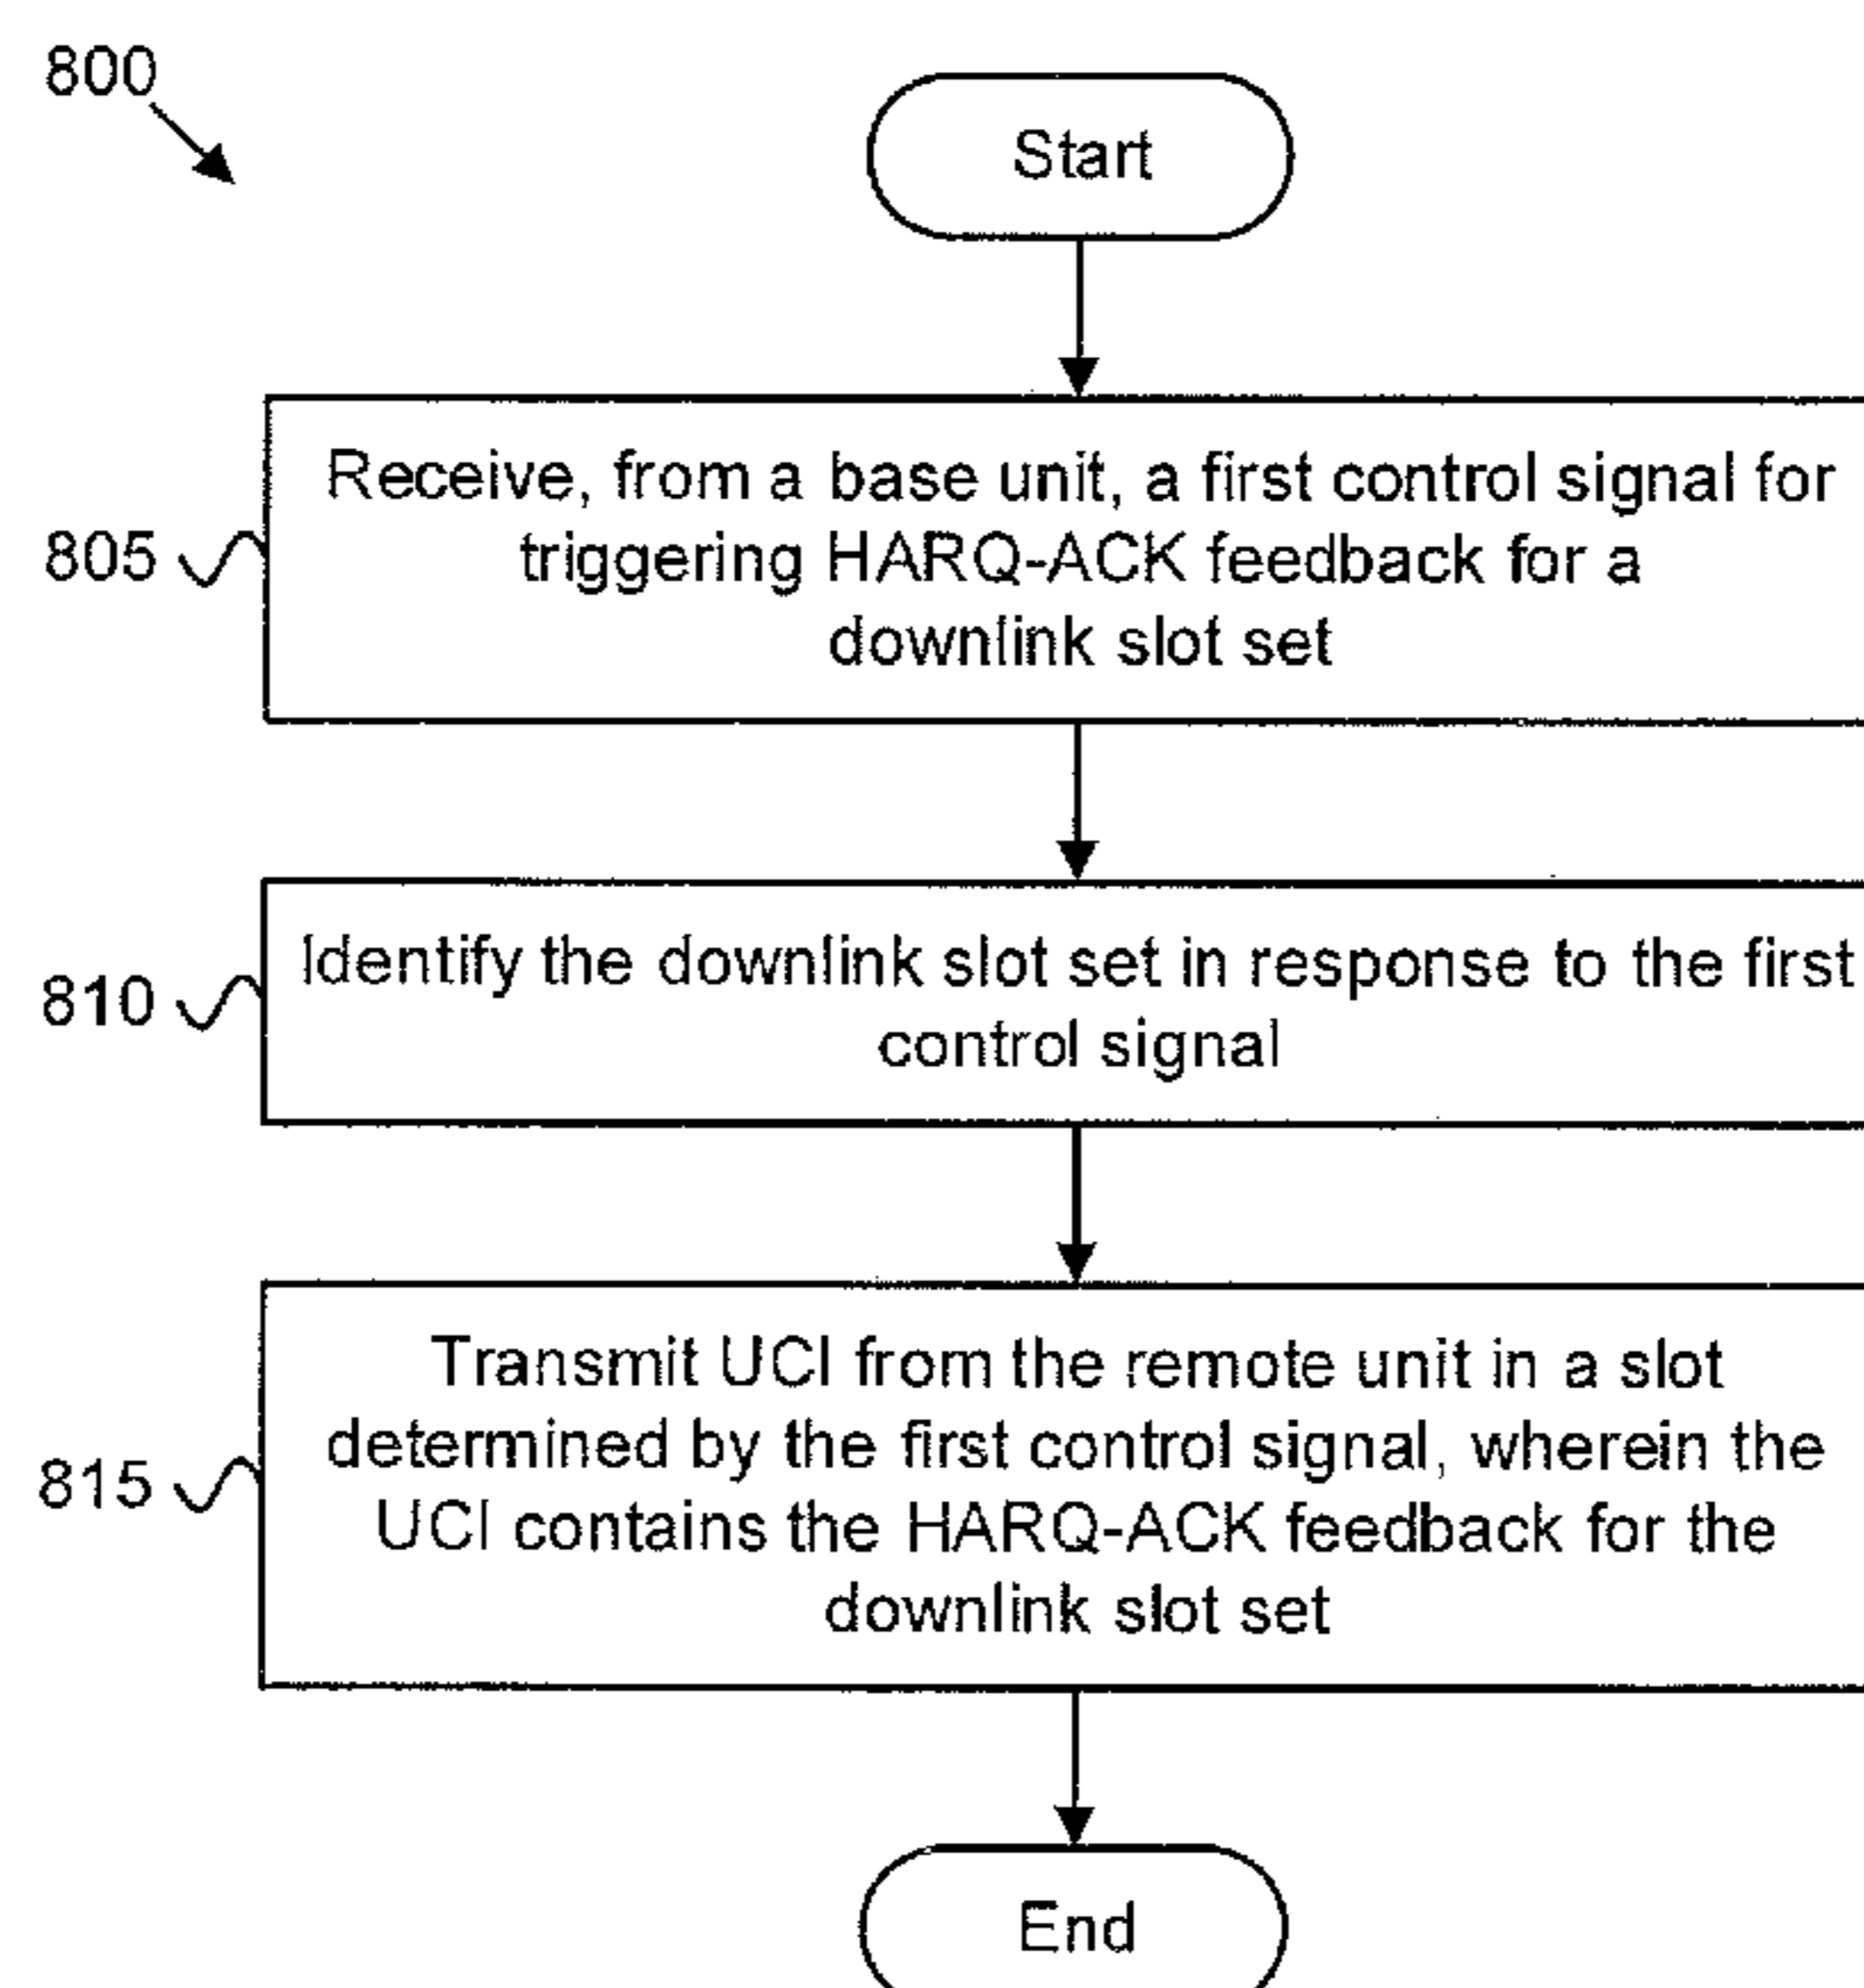 800
Start
Receive, from a base unit, a first control signal for
triggering HARQ-ACK feedback for a
downlink slot set
805
Identify the downlink slot set in response to the first
control signal
810
Transmit UCI from the remote unit in a slot
determined by the first control signal, wherein the
UCI contains the HARQ-ACK feedback for the
downlink slot set
815
End